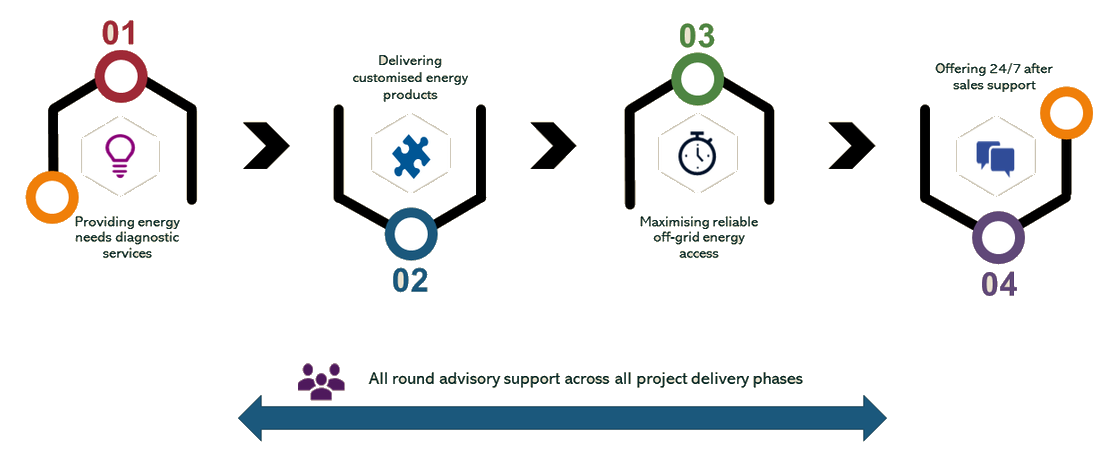 01
Providing energy
needs diagnostic
services
Delivering
customised energy
products
02
03
Maximising reliable
off-grid energy
access
Offering 24/7 after
sales support
04
All round advisory support across all project delivery phases